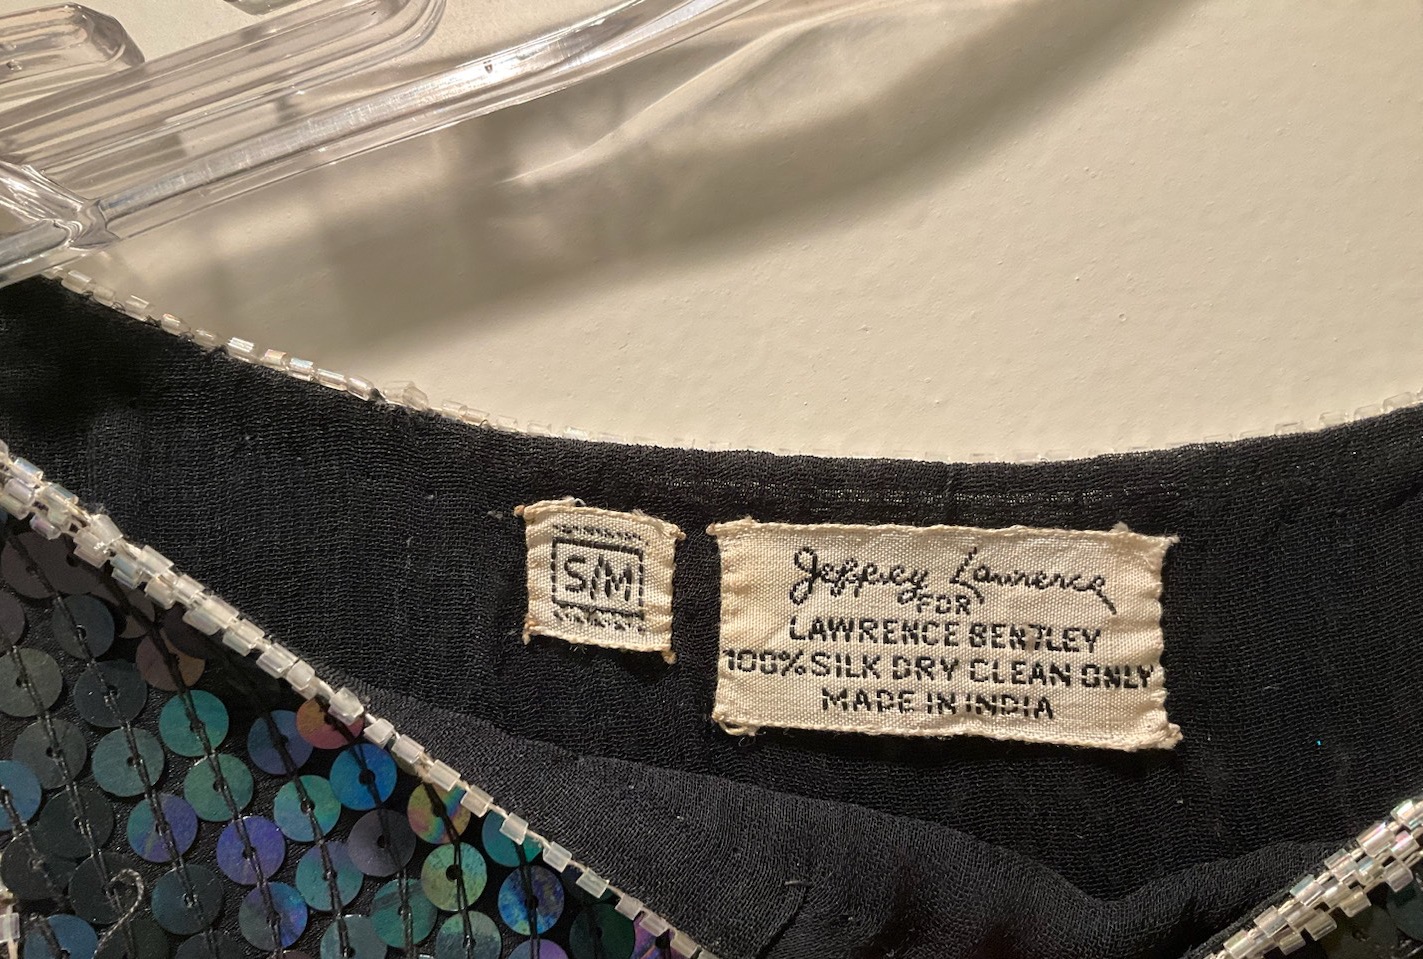 S/M
Jeffrey Lawrence
FOR
LAWRENCE BENTLEY
100% SILK DRY CLEAN ONLY
MADE IN INDIA